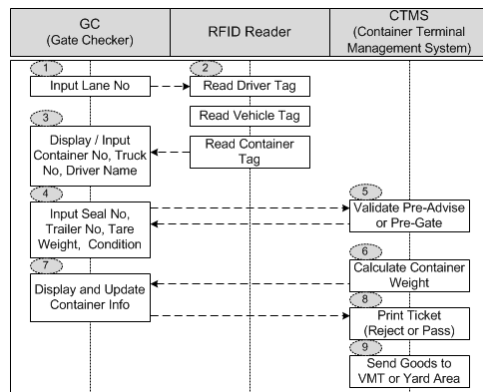 GC
(Gate Checker)
RFID Reader
CTMS
(Container Terminal
Management System)
1
Input Lane No
2
Read Driver Tag
Read Vehicle Tag
Read Container
Tag
3
Display / Input
Container No, Truck
No, Driver Name
4
Input Seal No,
Trailer No, Tare
Weight, Condition
5
Validate Pre-Advise
or Pre-Gate
6
Calculate Container
Weight
7
Display and Update
Container Info
8
Print Ticket
(Reject or Pass)
9
Send Goods to
VMT or Yard Area